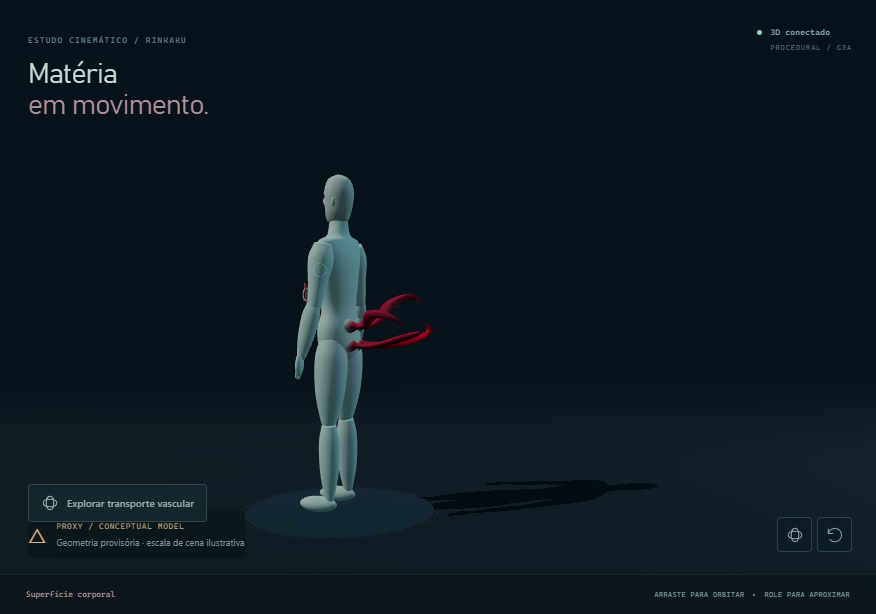 ESTUDO CINEMÁTICO / RINKAKU
3D conectado
PROCEDURAL / G3A
Matéria
em movimento.
Explorar transporte vascular
PROXY / CONCEPTUAL MODEL
Geometria provisória · escala de cena ilustrativa
Superfície corporal
ARRASTE PARA ORBITAR • ROLE PARA APROXIMAR